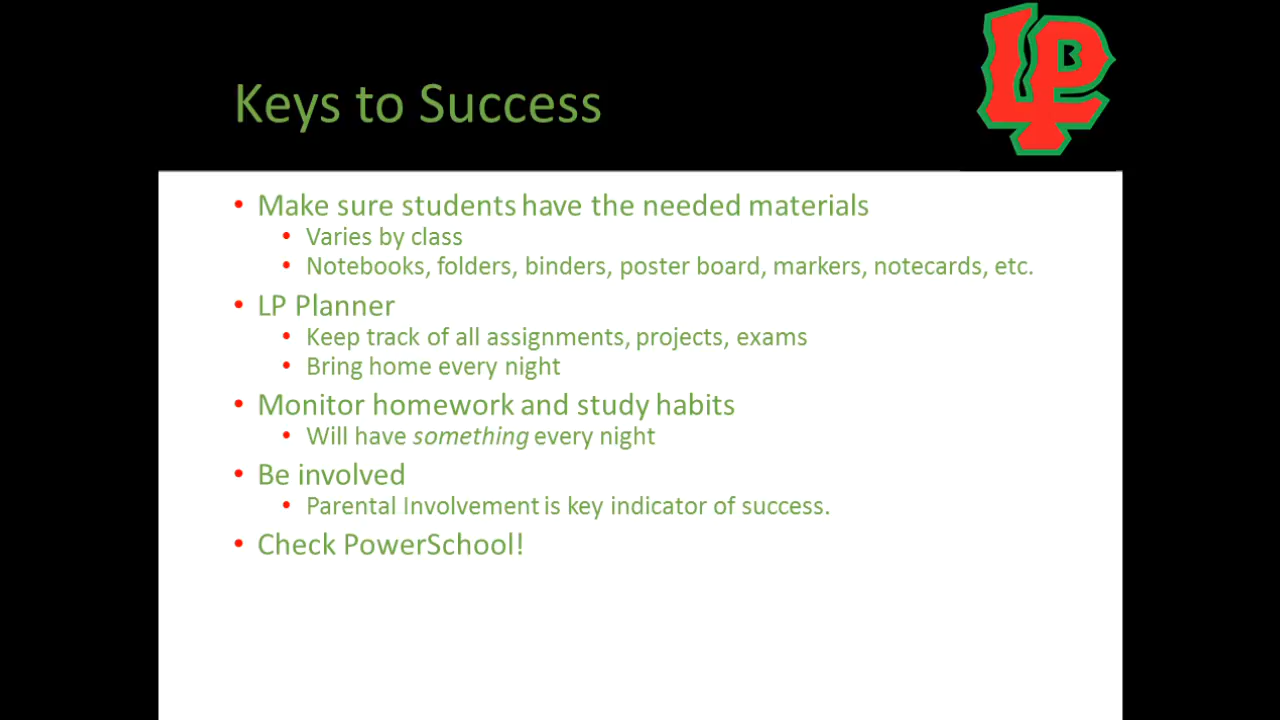 LPB
Keys to Success
Make sure students have the needed materials
Varies by class
Notebooks, folders, binders, poster board, markers, notecards, etc.
LP Planner
Keep track of all assignments, projects, exams
Bring home every night
Monitor homework and study habits
Will have something every night
Be involved
Parental Involvement is key indicator of success.
Check PowerSchool!